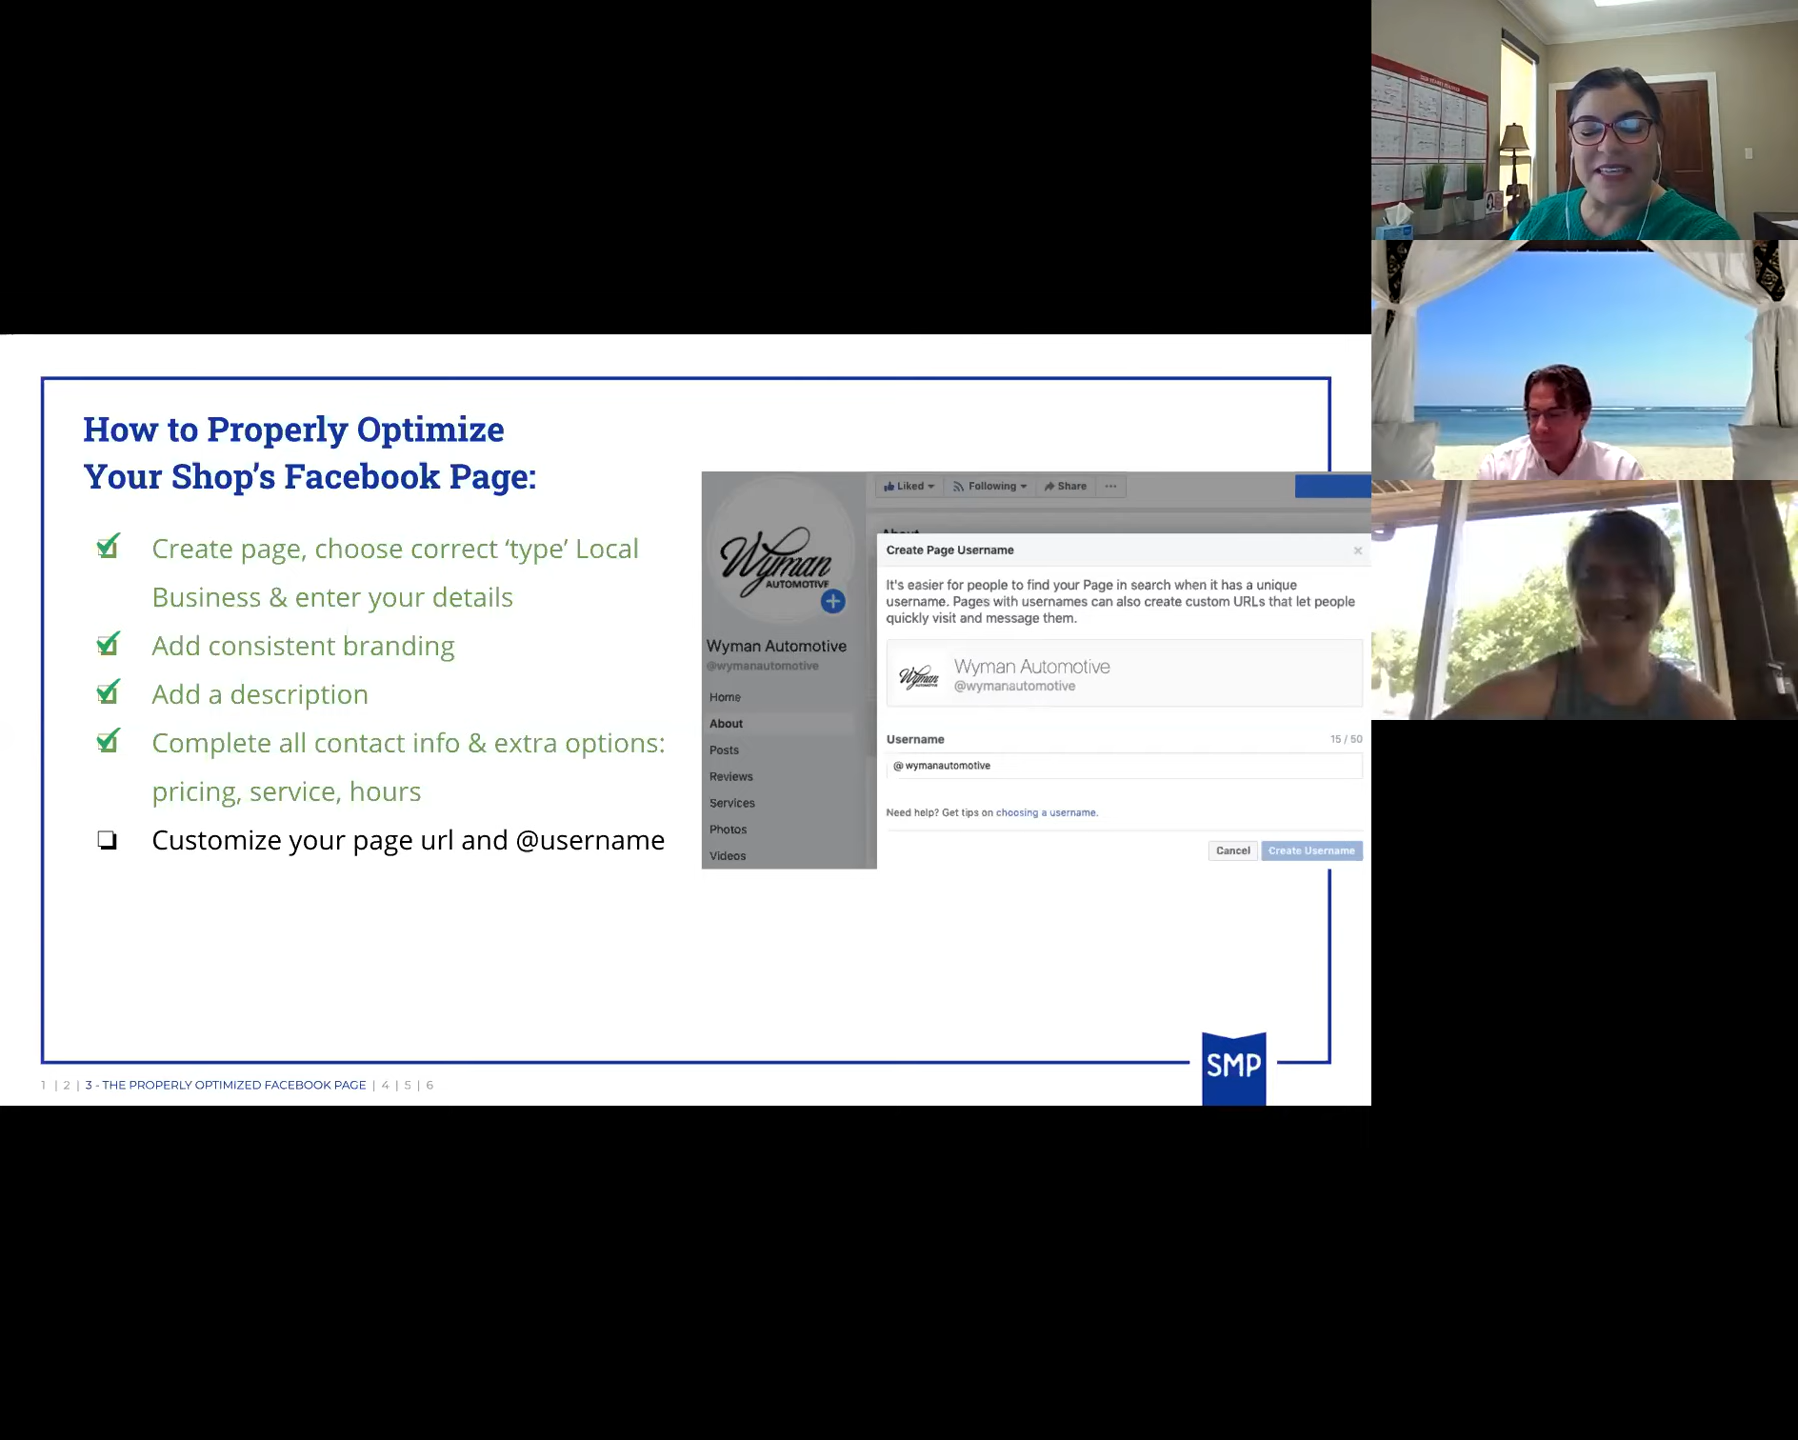 How to Properly Optimize
Your Shop's Facebook Page:
Create page, choose correct ‘type’ Local
Business & enter your details
Add consistent branding
Add a description
Complete all contact info & extra options:
pricing, service, hours
Customize your page url and @username
Wyman
AUTOMOTIVE
Wyman Automotive
@wymanautomotive
Home
About
Posts
Reviews
Services
Photos
Videos
Liked
Following
Share
About
Create Page Username
It's easier for people to find your Page in search when it has a unique
username. Pages with usernames can also create custom URLs that let people
quickly visit and message them.
Wyman
AUTOMOTIVE
Wyman Automotive
@wymanautomotive
Username 15 / 50
@ wymanautomotive
Need help? Get tips on choosing a username.
Cancel Create Username
SMP
1 | 2 | 3 - THE PROPERLY OPTIMIZED FACEBOOK PAGE | 4 | 5 | 6